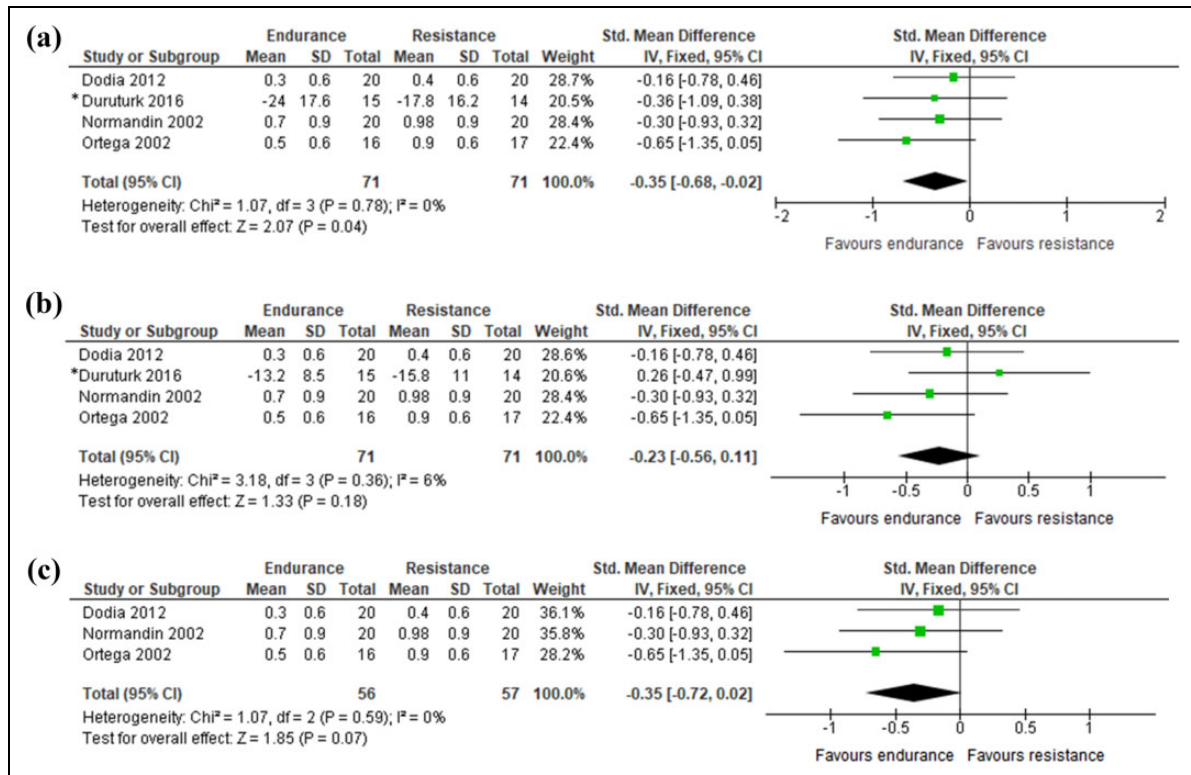 (a)
Endurance Resistance Std. Mean Difference Std. Mean Difference
Study or Subgroup Mean SD Total Mean SD Total Weight IV, Fixed, 95% CI IV, Fixed, 95% CI
Dodia 2012 0.3 0.6 20 0.4 0.6 20 28.7% -0.16 [-0.78, 0.46]
*Duruturk 2016 -24 17.6 15 -17.8 16.2 14 20.5% -0.36 [-1.09, 0.38]
Normandin 2002 0.7 0.9 20 0.98 0.9 20 28.4% -0.30 [-0.93, 0.32]
Ortega 2002 0.5 0.6 16 0.9 0.6 17 22.4% -0.65 [-1.35, 0.05]
Total (95% CI) 71 71 100.0% -0.35 [-0.68, -0.02]
Heterogeneity: Chi² = 1.07, df = 3 (P = 0.78); I² = 0%
Test for overall effect: Z = 2.07 (P = 0.04)
-2 -1 0 1 2
Favours endurance Favours resistance
(b)
Endurance Resistance Std. Mean Difference Std. Mean Difference
Study or Subgroup Mean SD Total Mean SD Total Weight IV, Fixed, 95% CI IV, Fixed, 95% CI
Dodia 2012 0.3 0.6 20 0.4 0.6 20 28.6% -0.16 [-0.78, 0.46]
*Duruturk 2016 -13.2 8.5 15 -15.8 11 14 20.6% 0.26 [-0.47, 0.99]
Normandin 2002 0.7 0.9 20 0.98 0.9 20 28.4% -0.30 [-0.93, 0.32]
Ortega 2002 0.5 0.6 16 0.9 0.6 17 22.4% -0.65 [-1.35, 0.05]
Total (95% CI) 71 71 100.0% -0.23 [-0.56, 0.11]
Heterogeneity: Chi² = 3.18, df = 3 (P = 0.36); I² = 6%
Test for overall effect: Z = 1.33 (P = 0.18)
-1 -0.5 0 0.5 1
Favours endurance Favours resistance
(c)
Endurance Resistance Std. Mean Difference Std. Mean Difference
Study or Subgroup Mean SD Total Mean SD Total Weight IV, Fixed, 95% CI IV, Fixed, 95% CI
Dodia 2012 0.3 0.6 20 0.4 0.6 20 36.1% -0.16 [-0.78, 0.46]
Normandin 2002 0.7 0.9 20 0.98 0.9 20 35.8% -0.30 [-0.93, 0.32]
Ortega 2002 0.5 0.6 16 0.9 0.6 17 28.2% -0.65 [-1.35, 0.05]
Total (95% CI) 56 57 100.0% -0.35 [-0.72, 0.02]
Heterogeneity: Chi² = 1.07, df = 2 (P = 0.59); I² = 0%
Test for overall effect: Z = 1.85 (P = 0.07)
-1 -0.5 0 0.5 1
Favours endurance Favours resistance